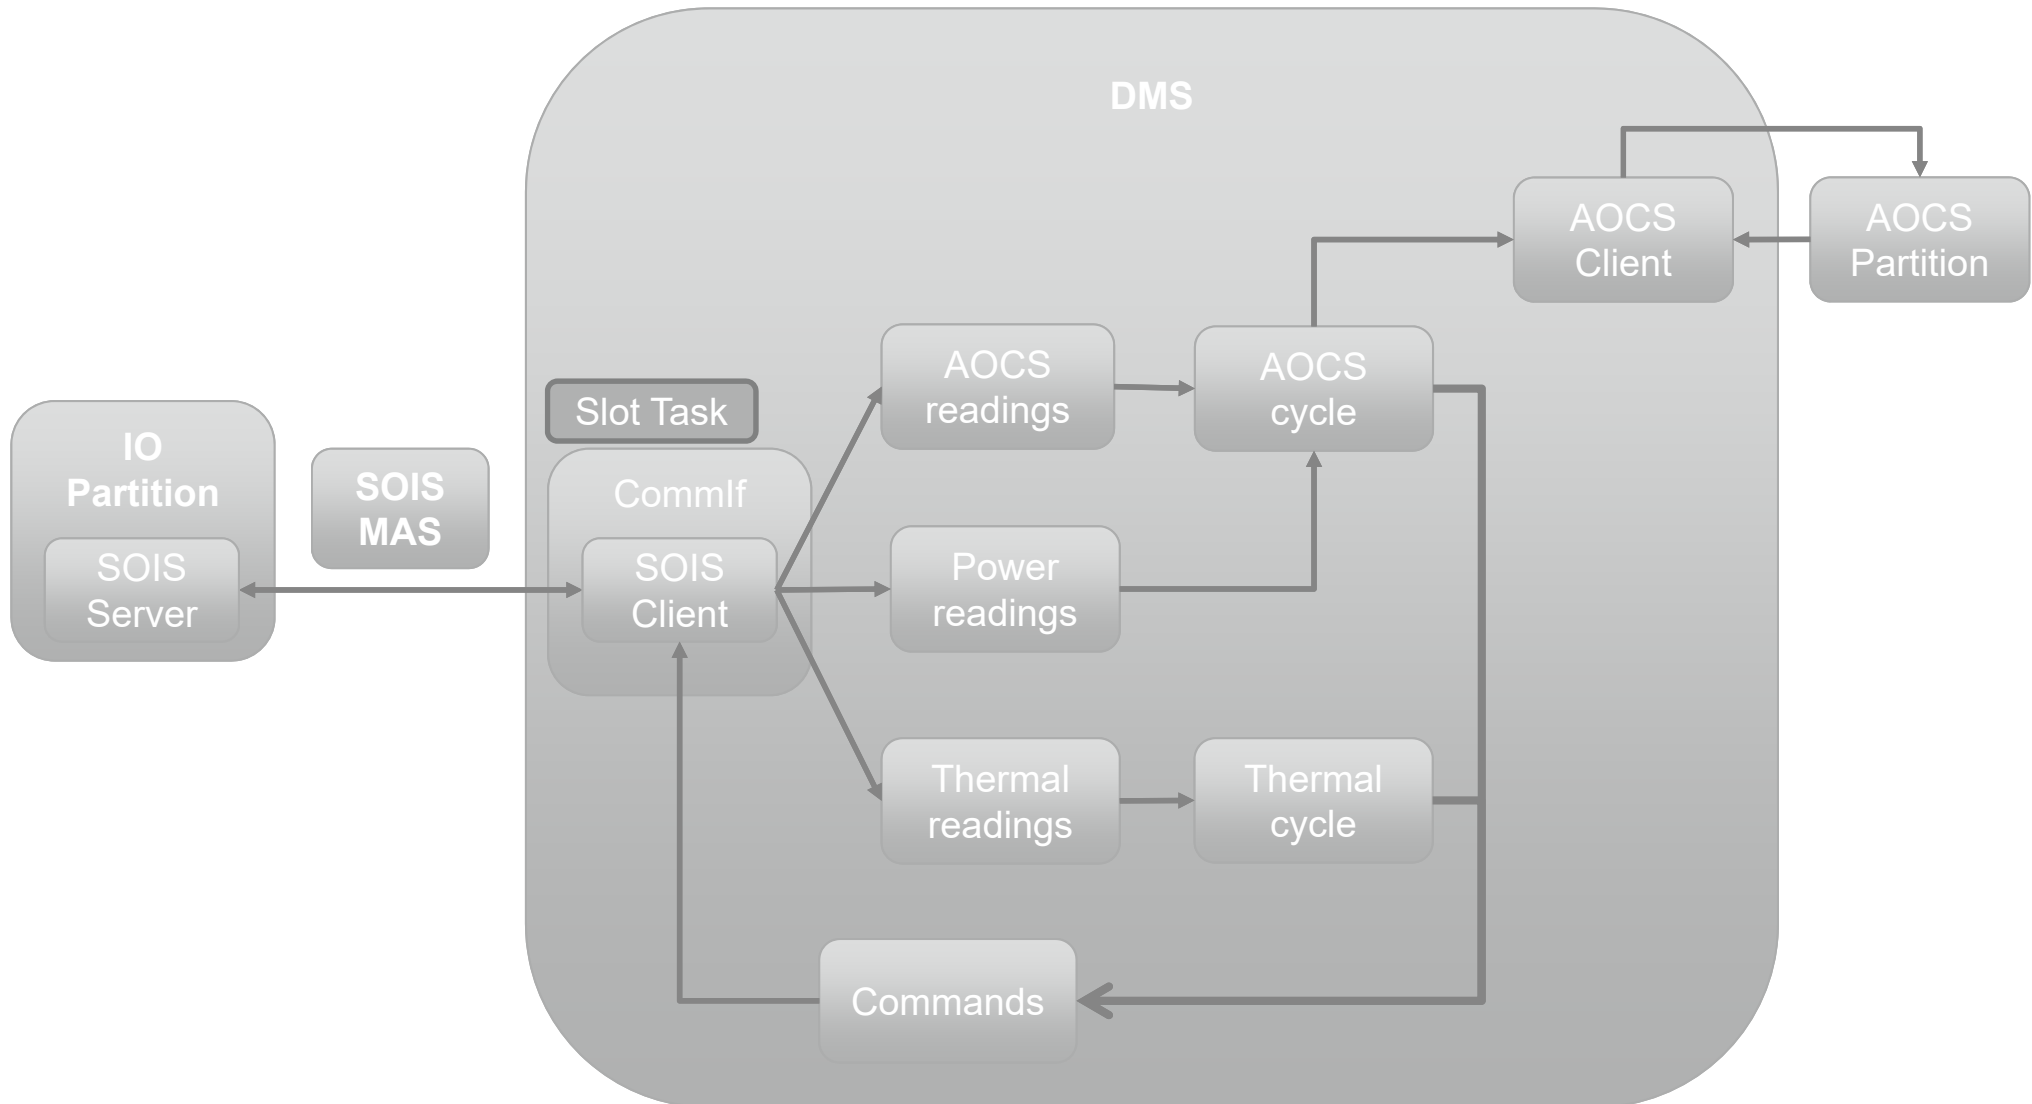 DMS
AOCS
Client
AOCS
Partition
AOCS
readings
AOCS
cycle
Slot Task
IO
Partition
SOIS
MAS
CommIf
SOIS
Server
SOIS
Client
Power
readings
Thermal
readings
Thermal
cycle
Commands